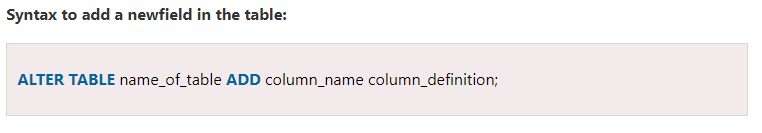 Syntax to add a newfield in the table:
ALTER TABLE name_of_table ADD column_name column_definition;